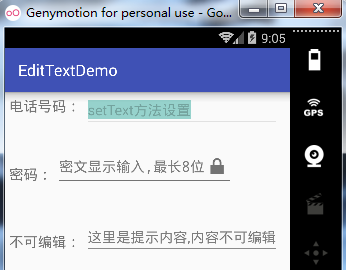 Genymotion for personal use - Go...
9:05
EditTextDemo
电话号码： setText方法设置
GPS
密码： 密文显示输入,最长8位
不可编辑： 这里是提示内容,内容不可编辑